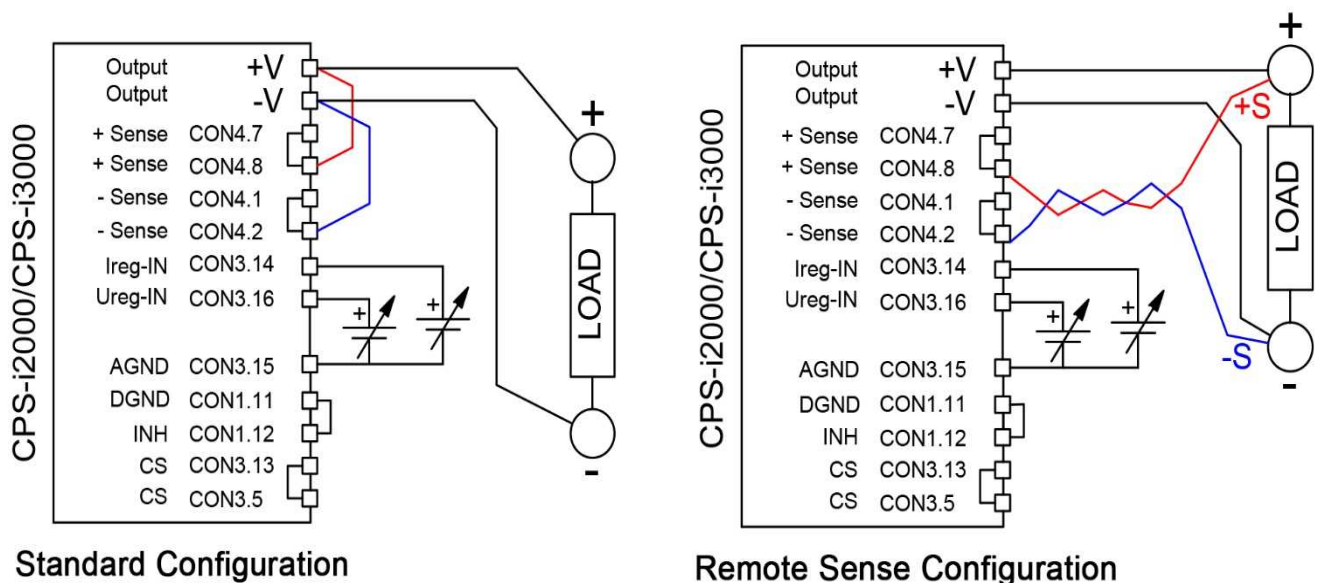 CPS-i2000/CPS-i3000
Output +V
Output -V
+ Sense CON4.7
+ Sense CON4.8
- Sense CON4.1
- Sense CON4.2
Ireg-IN CON3.14
Ureg-IN CON3.16
AGND CON3.15
DGND CON1.11
INH CON1.12
CS CON3.13
CS CON3.5
+
+
+
LOAD
-
Standard Configuration
CPS-i2000/CPS-i3000
Output +V
Output -V
+ Sense CON4.7
+ Sense CON4.8
- Sense CON4.1
- Sense CON4.2
Ireg-IN CON3.14
Ureg-IN CON3.16
AGND CON3.15
DGND CON1.11
INH CON1.12
CS CON3.13
CS CON3.5
+
+
+
+S
LOAD
-S
-
Remote Sense Configuration